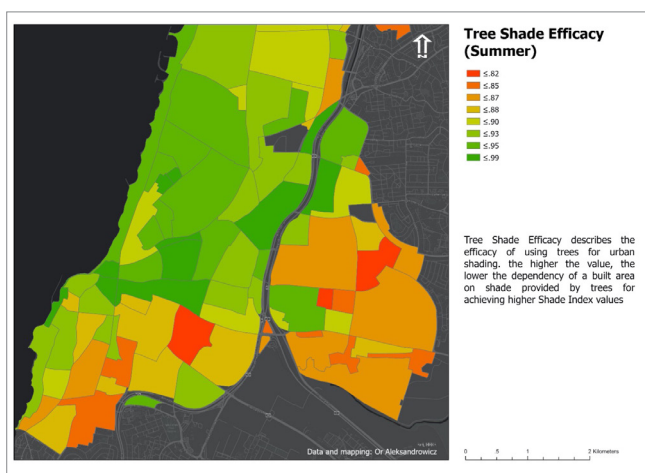 Tree Shade Efficacy
(Summer)
≤.82
≤.85
≤.87
≤.88
≤.90
≤.93
≤.95
≤.99
Tree Shade Efficacy describes the
efficacy of using trees for urban
shading. the higher the value, the
lower the dependency of a built area
on shade provided by trees for
achieving higher Shade Index values
N
Data and mapping: Or Aleksandrowicz
0 .5 1 2 Kilometers